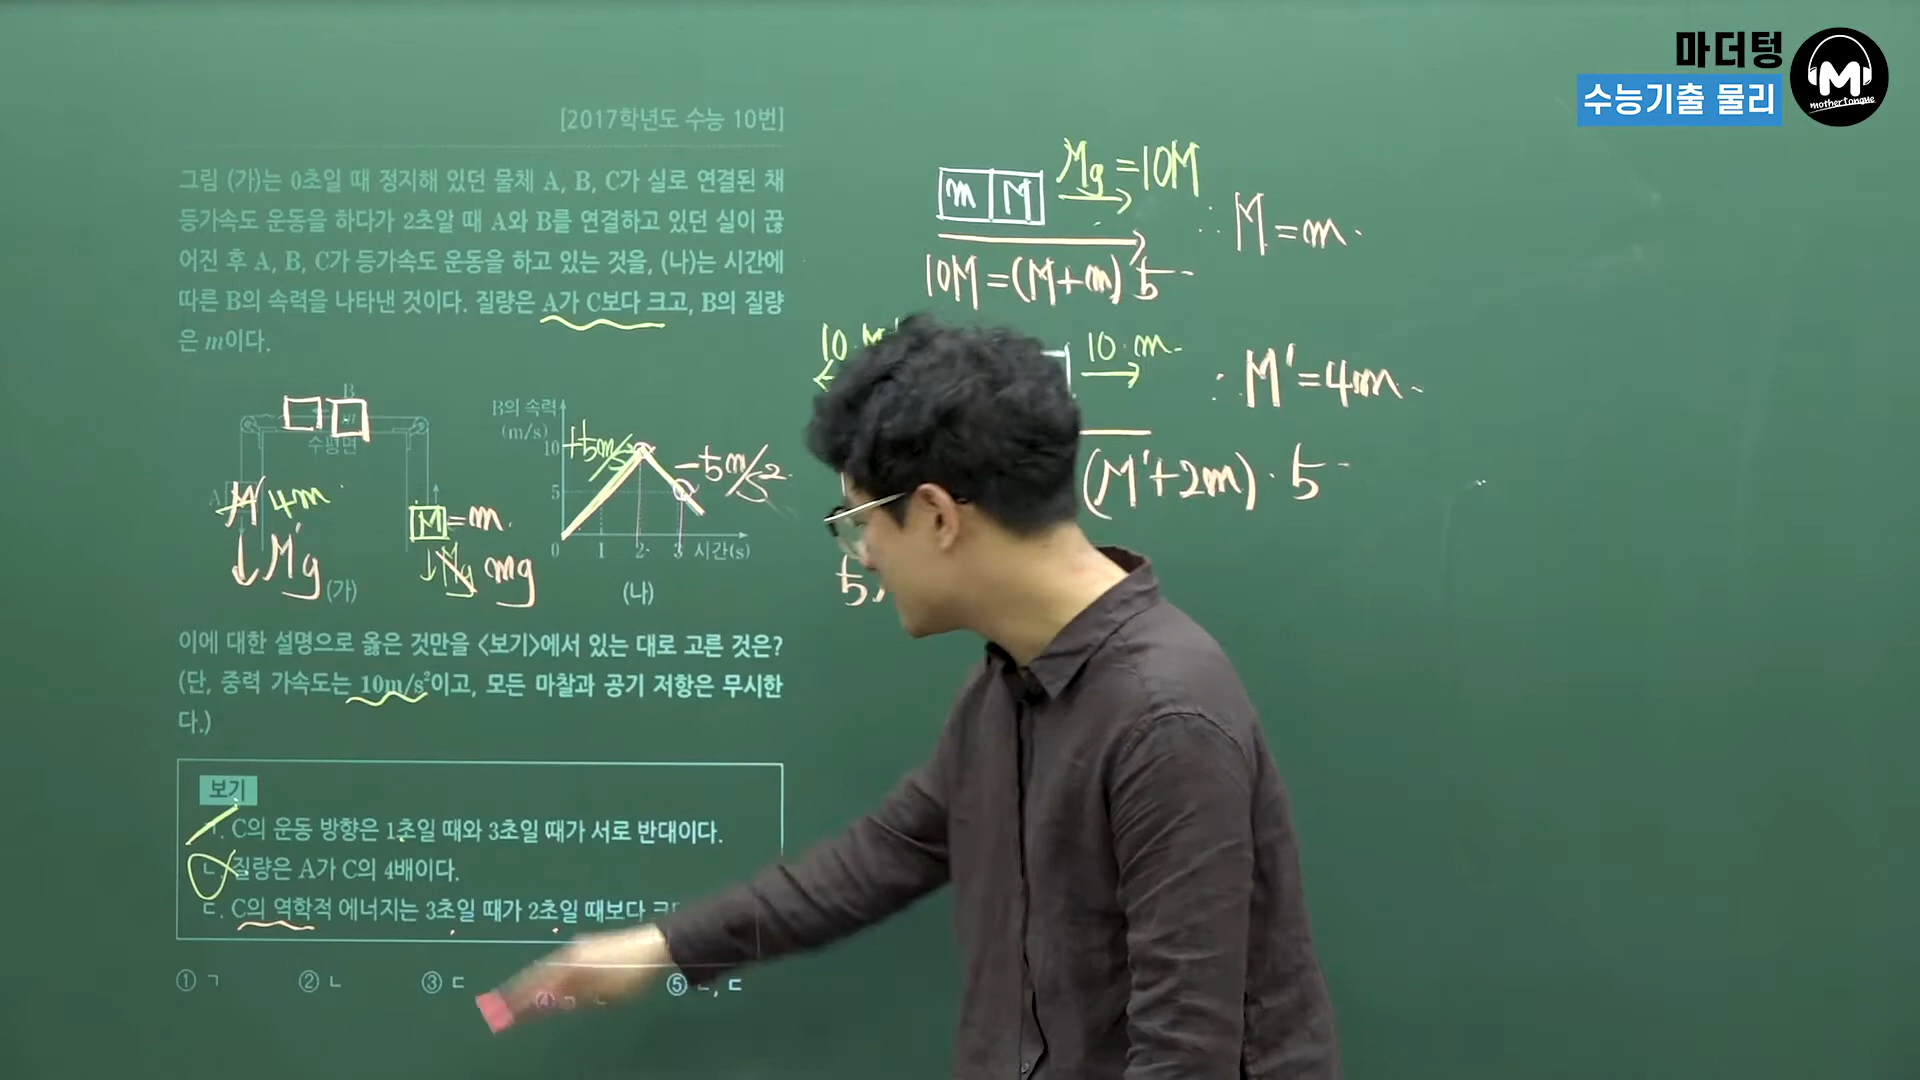 마더텅
수능기출 물리
mothertongue
[2017학년도 수능 10번]
그림 (가)는 0초일 때 정지해 있던 물체 A, B, C가 실로 연결된 채
등가속도 운동을 하다가 2초알 때 A와 B를 연결하고 있던 실이 끊
어진 후 A, B, C가 등가속도 운동을 하고 있는 것을, (나)는 시간에
따른 B의 속력을 나타낸 것이다. 질량은 A가 C보다 크고, B의 질량
은 m이다.
B
m
수평면
A
4m
M'g
(가)
M = m
Mg mg
B의 속력
(m/s)
10
5
0 1 2 3 시간(s)
+5m/s
-5m/s²
(나)
이에 대한 설명으로 옳은 것만을 <보기>에서 있는 대로 고른 것은?
(단, 중력 가속도는 10m/s²이고, 모든 마찰과 공기 저항은 무시한
다.)
보기
ㄱ. C의 운동 방향은 1초일 때와 3초일 때가 서로 반대이다.
ㄴ. 질량은 A가 C의 4배이다.
ㄷ. C의 역학적 에너지는 3초일 때가 2초일 때보다
① ㄱ ② ㄴ ③ ㄷ ④ ㄱ, ㄴ ⑤ ㄴ, ㄷ
m M Mg = 10M
10M = (M+m) 5
∴ M = m
10 10·m
∴ M' = 4m
(M'+2m)·5
5